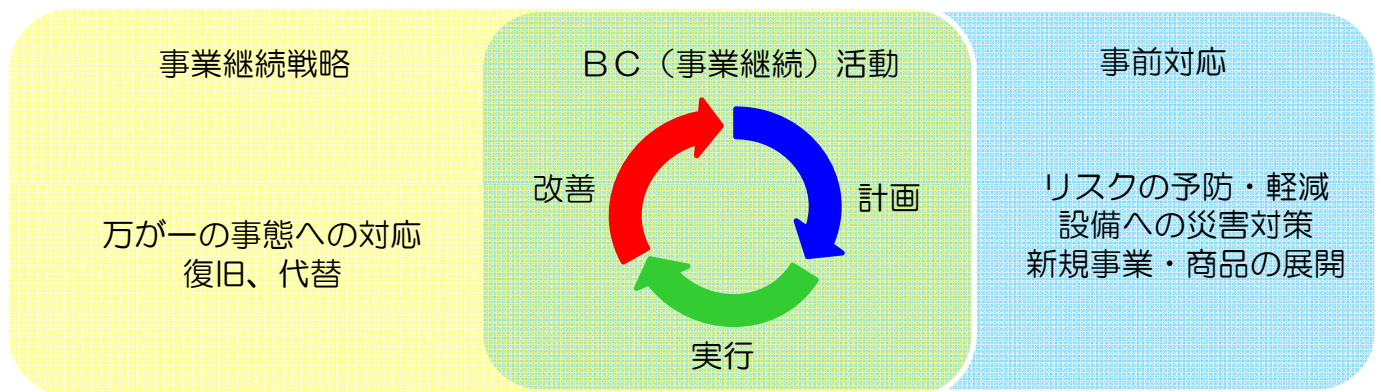 事業継続戦略
万が一の事態への対応
復旧、代替
BC（事業継続）活動
改善
計画
実行
事前対応
リスクの予防・軽減
設備への災害対策
新規事業・商品の展開